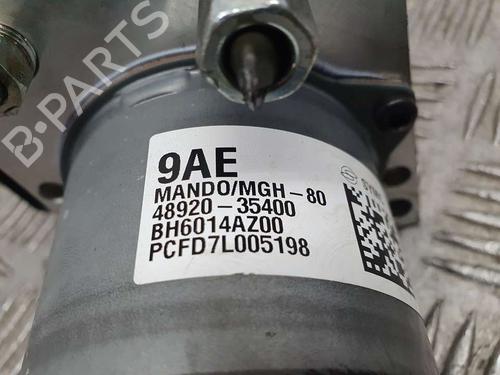 B-PARTS
9AE
MANDO/MGH-80
48920-35400
BH6014AZ00
PCFD7L005198